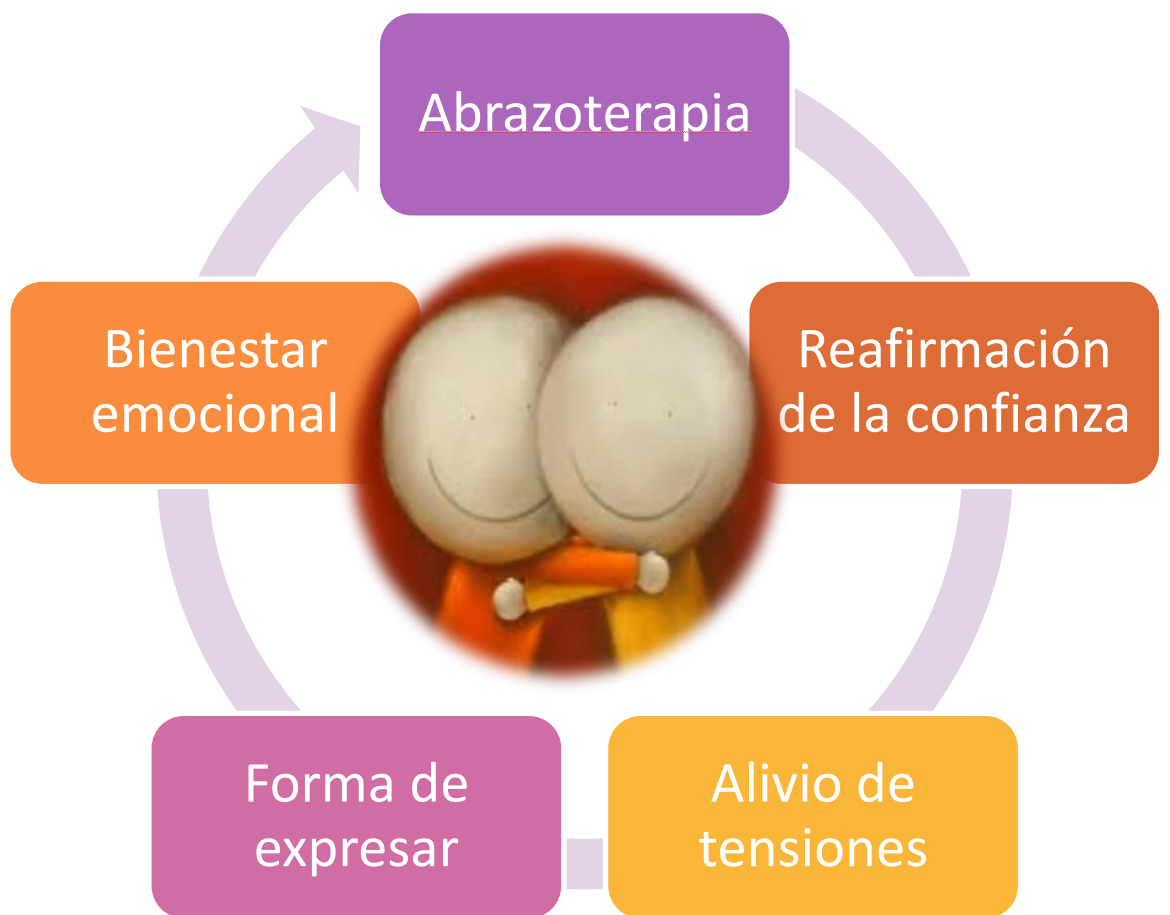 Abrazoterapia
Reafirmación
de la confianza
Alivio de
tensiones
Forma de
expresar
Bienestar
emocional